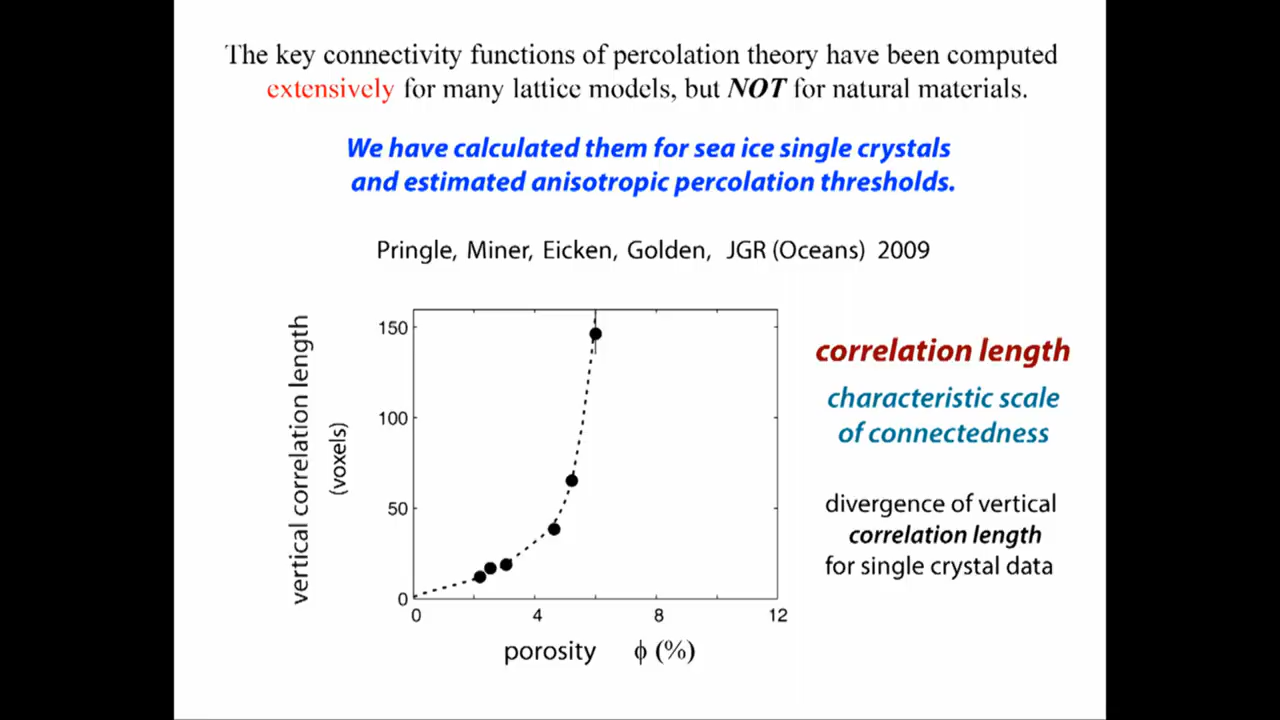 The key connectivity functions of percolation theory have been computed
extensively for many lattice models, but NOT for natural materials.
We have calculated them for sea ice single crystals
and estimated anisotropic percolation thresholds.
Pringle, Miner, Eicken, Golden, JGR (Oceans) 2009
vertical correlation length
(voxels)
150
100
50
0
0 4 8 12
porosity ϕ (%)
correlation length
characteristic scale
of connectedness
divergence of vertical
correlation length
for single crystal data